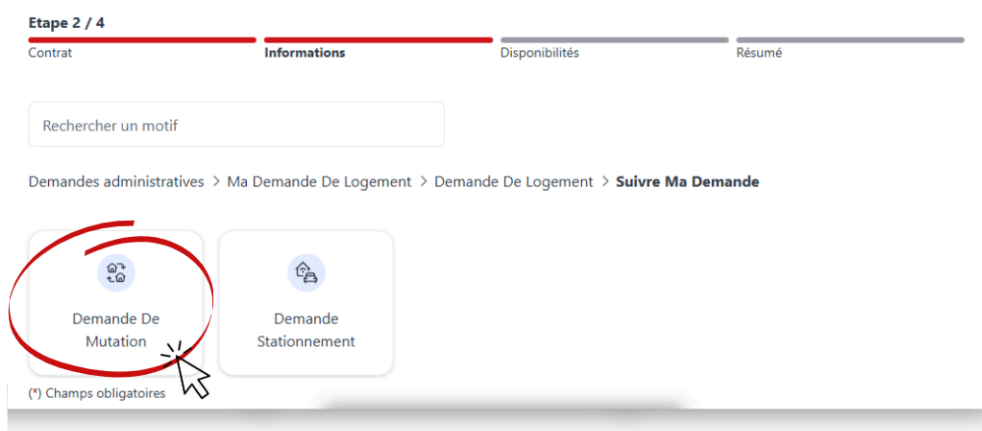 Etape 2 / 4
Contrat Informations Disponibilités Résumé
Rechercher un motif
Demandes administratives > Ma Demande De Logement > Demande De Logement > Suivre Ma Demande
Demande De
Mutation
Demande
Stationnement
(*) Champs obligatoires